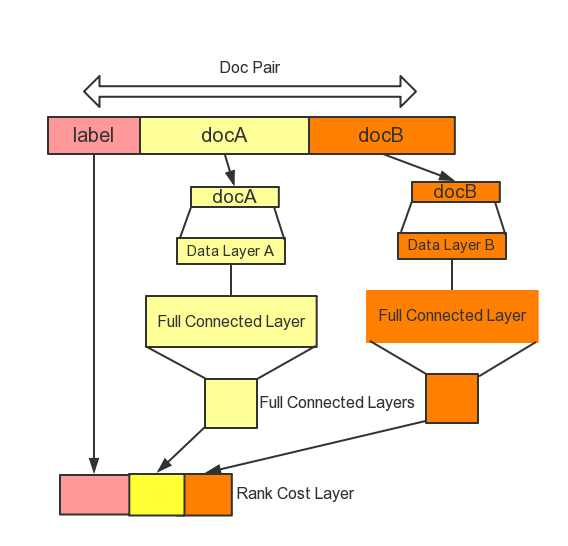 Doc Pair
label docA docB
docA
docB
Data Layer A
Data Layer B
Full Connected Layer
Full Connected Layer
Full Connected Layers
Rank Cost Layer